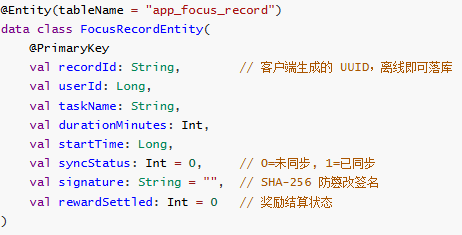 @Entity(tableName = "app_focus_record")
data class FocusRecordEntity(
    @PrimaryKey
    val recordId: String,          // 客户端生成的 UUID，离线即可落库
    val userId: Long,
    val taskName: String,
    val durationMinutes: Int,
    val startTime: Long,
    val syncStatus: Int = 0,       // 0=未同步, 1=已同步
    val signature: String = "",    // SHA-256 防篡改签名
    val rewardSettled: Int = 0     // 奖励结算状态
)